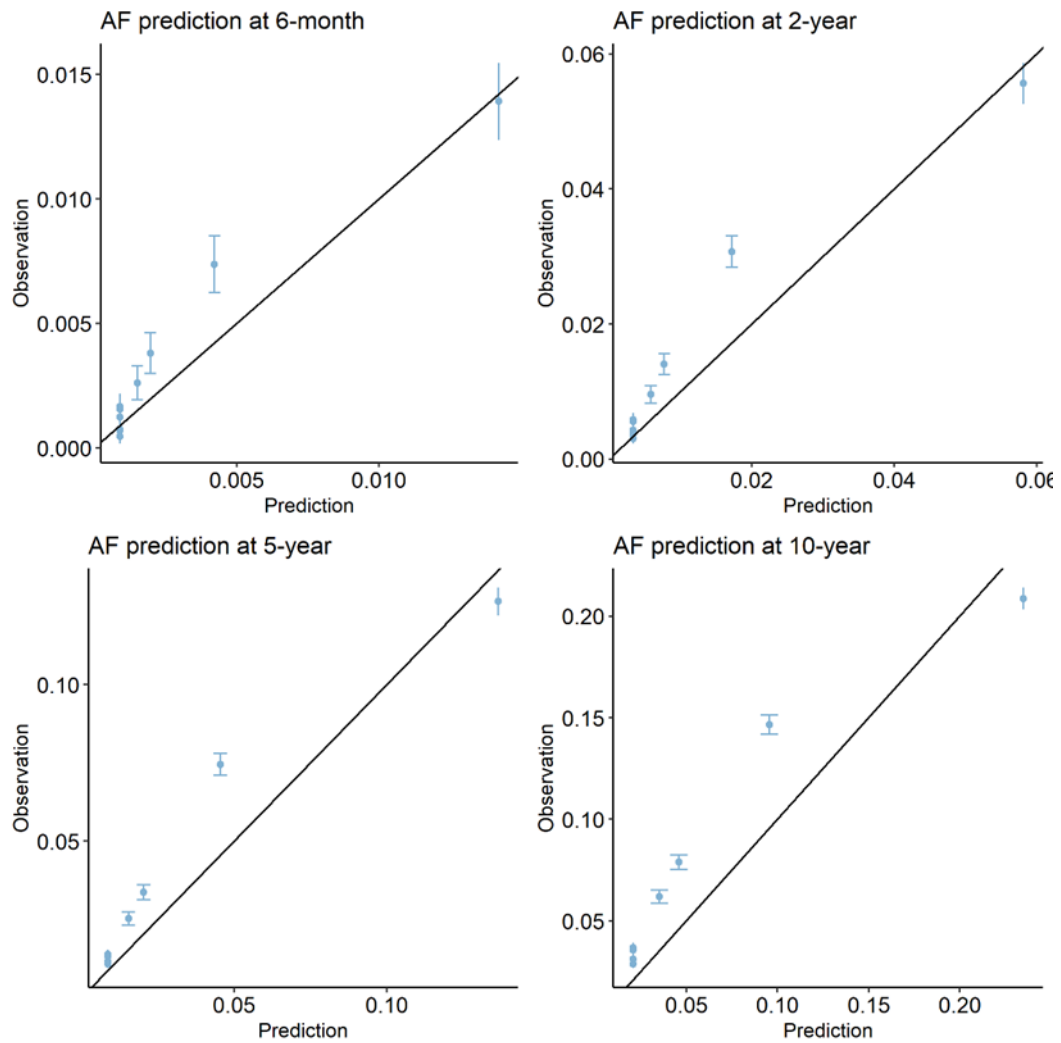 AF prediction at 6-month
0.015
0.010
0.005
0.000
Observation
0.005
0.010
Prediction
AF prediction at 2-year
0.06
0.04
0.02
0.00
Observation
0.02
0.04
0.06
Prediction
AF prediction at 5-year
0.10
0.05
Observation
0.05
0.10
Prediction
AF prediction at 10-year
0.20
0.15
0.10
0.05
Observation
0.05
0.10
0.15
0.20
Prediction